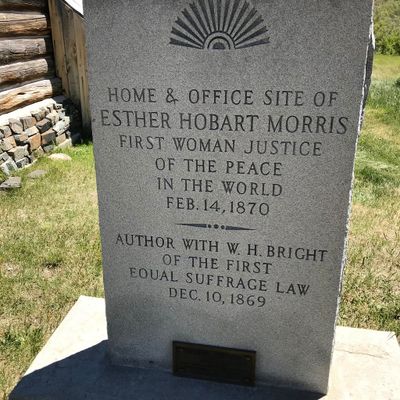 HOME & OFFICE SITE OF
ESTHER HOBART MORRIS
FIRST WOMAN JUSTICE
OF THE PEACE
IN THE WORLD
FEB. 14, 1870
AUTHOR WITH W. H. BRIGHT
OF THE FIRST
EQUAL SUFFRAGE LAW
DEC. 10, 1869